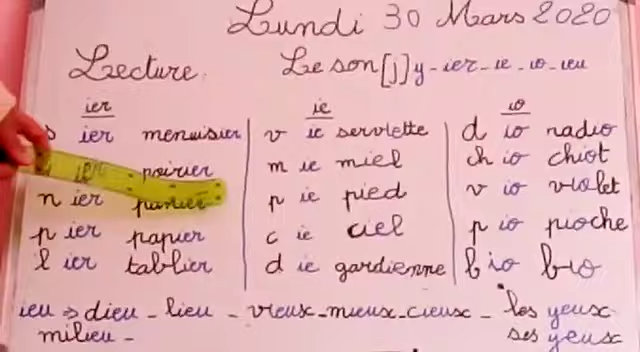 Lundi 30 Mars 2020
Lecture. Le son [j] y - ier - ie - io - ieu
ier ie io
s ier menuisier v ie serviette d io radio
ier poirier m ie miel ch io chiot
n ier panier p ie pied v io violet
p ier papier c ie ciel p io pioche
l ier tablier d ie gardienne b io bio
ieu => dieu - lieu - vieux - mieux - cieux - les yeux
milieu - ses yeux